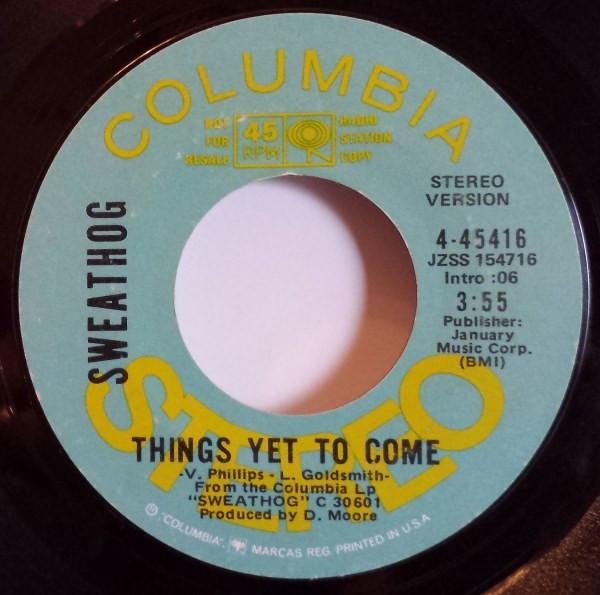 COLUMBIA
NOT
FOR
RESALE
45
RPM
RADIO
STATION
COPY
STEREO
VERSION
4-45416
JZSS 154716
Intro :06
3:55
Publisher:
January
Music Corp.
(BMI)
SWEATHOG
STEREO
THINGS YET TO COME
-V. Phillips - L. Goldsmith-
From the Columbia Lp
"SWEATHOG" C 30601
Produced by D. Moore
Ⓟ "COLUMBIA", MARCAS REG. PRINTED IN U.S.A